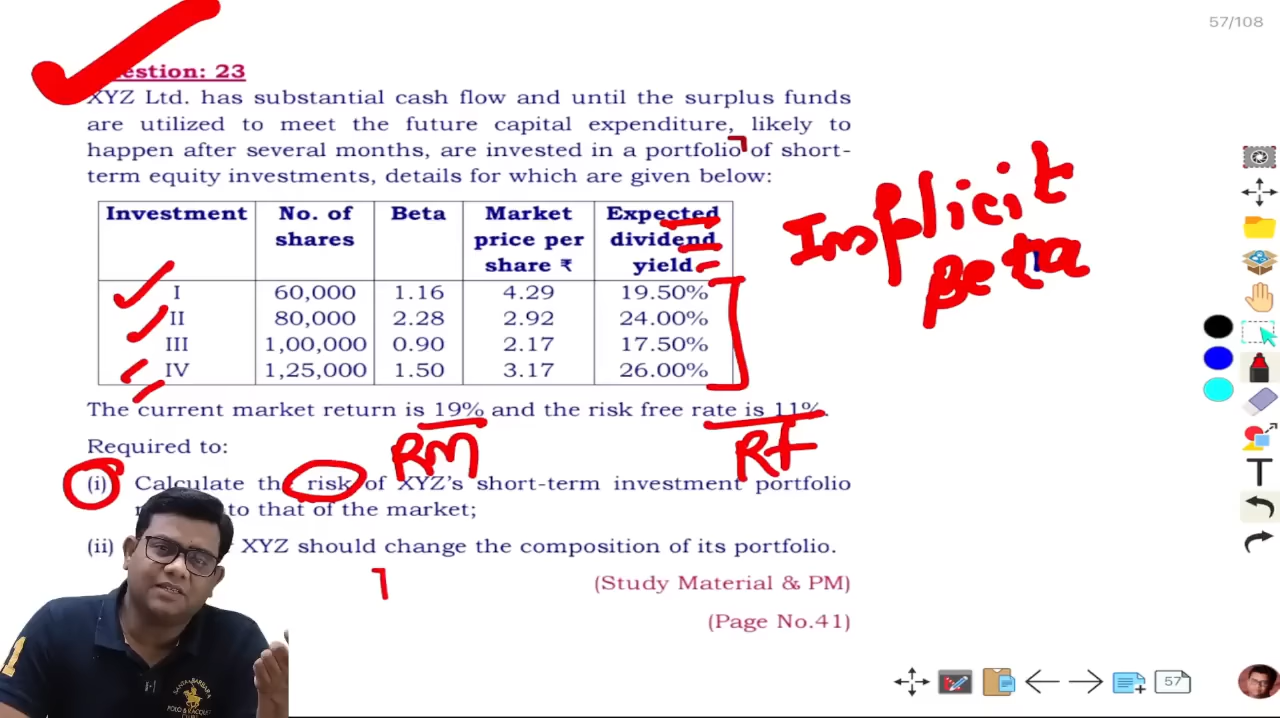 57/108
estion: 23
XYZ Ltd. has substantial cash flow and until the surplus funds
are utilized to meet the future capital expenditure, likely to
happen after several months, are invested in a portfolio of short-
term equity investments, details for which are given below:
Investment No. of shares Beta Market price per share ₹ Expected dividend yield
I 60,000 1.16 4.29 19.50%
II 80,000 2.28 2.92 24.00%
III 1,00,000 0.90 2.17 17.50%
IV 1,25,000 1.50 3.17 26.00%
Implicit
Beta
The current market return is 19% and the risk free rate is 11%.
RM RF
Required to:
(i) Calculate the risk of XYZ's short-term investment portfolio
to that of the market;
(ii) XYZ should change the composition of its portfolio.
(Study Material & PM)
(Page No.41)
T
57
SANTA BARBARA
POLO & RACQUET